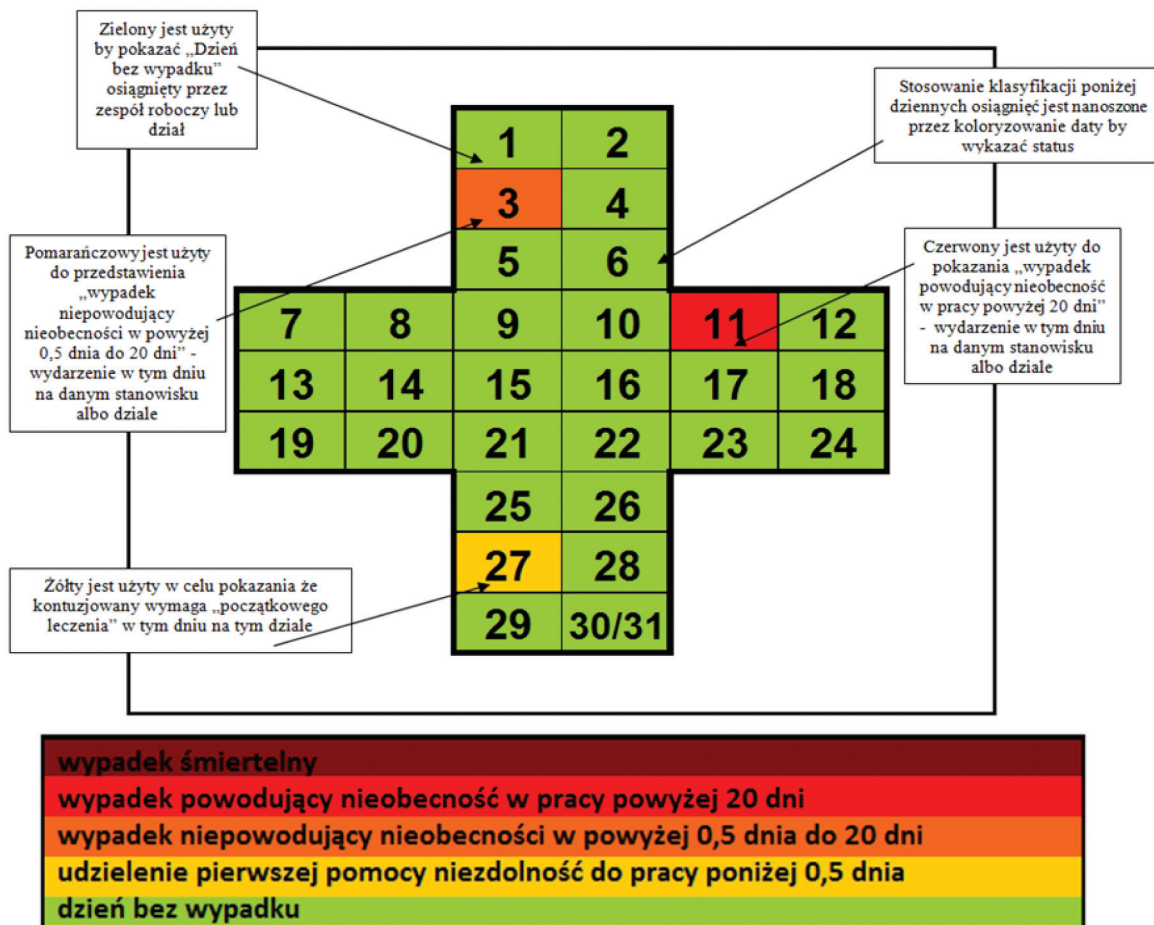 Zielony jest użyty
by pokazać „Dzień
bez wypadku”
osiągnięty przez
zespół roboczy lub
dział
Stosowanie klasyfikacji poniżej
dziennych osiągnięć jest nanoszone
przez koloryzowanie daty by
wykazać status
Pomarańczowy jest użyty
do przedstawienia
„wypadek
niepowodujący
nieobecności w powyżej
0,5 dnia do 20 dni” -
wydarzenie w tym dniu
na danym stanowisku
albo dziale
Czerwony jest użyty do
pokazania „wypadek
powodujący nieobecność
w pracy powyżej 20 dni”
- wydarzenie w tym dniu
na danym stanowisku
albo dziale
Żółty jest użyty w celu pokazania że
kontuzjowany wymaga „początkowego
leczenia” w tym dniu na tym dziale
1 2
3 4
5 6
7 8 9 10 11 12
13 14 15 16 17 18
19 20 21 22 23 24
25 26
27 28
29 30/31
wypadek śmiertelny
wypadek powodujący nieobecność w pracy powyżej 20 dni
wypadek niepowodujący nieobecności w powyżej 0,5 dnia do 20 dni
udzielenie pierwszej pomocy niezdolność do pracy poniżej 0,5 dnia
dzień bez wypadku